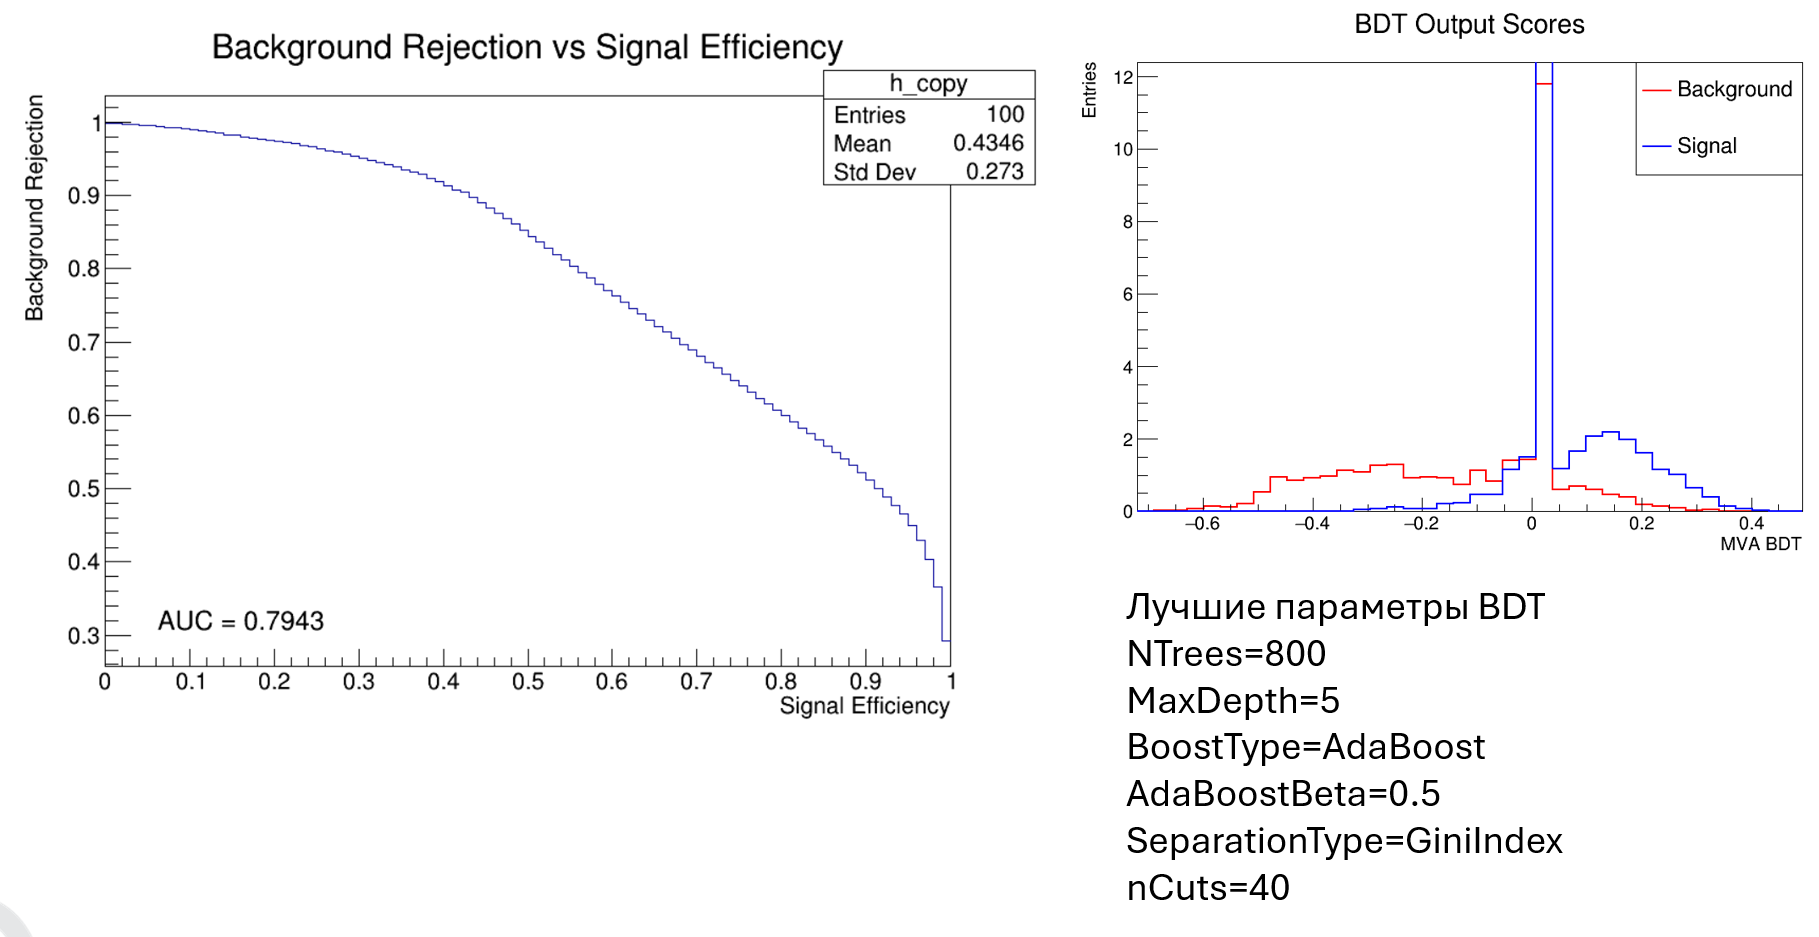 Background Rejection vs Signal Efficiency
h_copy
Entries 100
Mean 0.4346
Std Dev 0.273
Background Rejection
1
0.9
0.8
0.7
0.6
0.5
0.4
0.3
AUC = 0.7943
0 0.1 0.2 0.3 0.4 0.5 0.6 0.7 0.8 0.9 1
Signal Efficiency
BDT Output Scores
Entries
12
10
8
6
4
2
0
Background
Signal
−0.6 −0.4 −0.2 0 0.2 0.4
MVA BDT
Лучшие параметры BDT
NTrees=800
MaxDepth=5
BoostType=AdaBoost
AdaBoostBeta=0.5
SeparationType=GiniIndex
nCuts=40